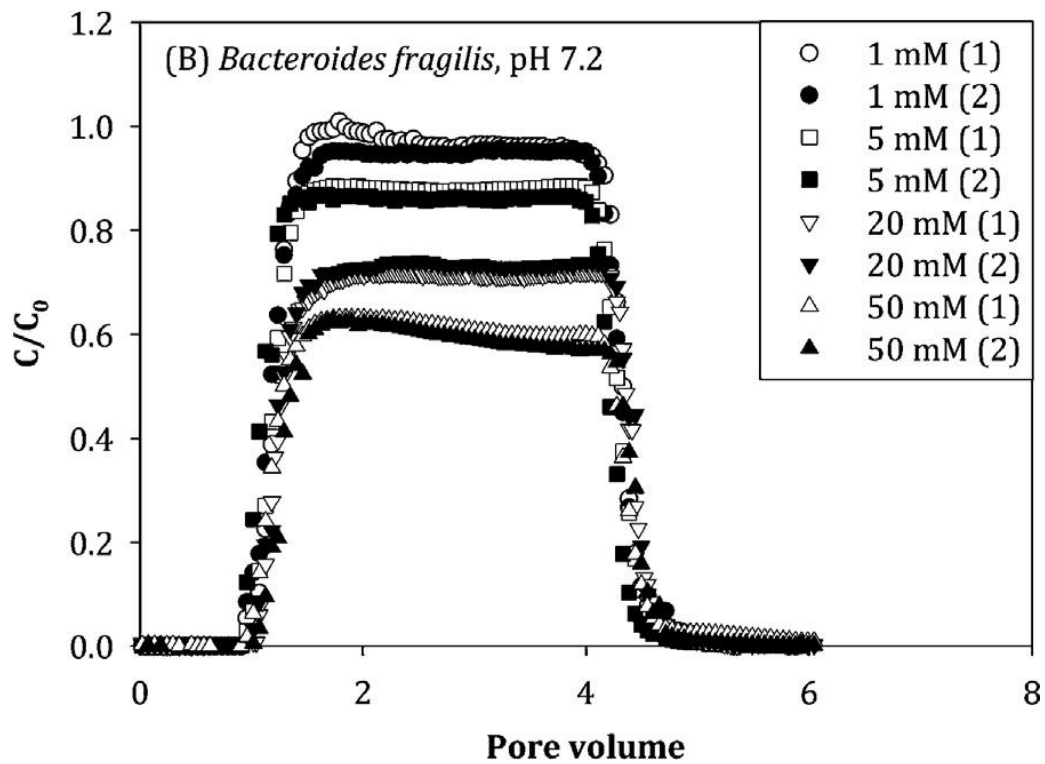 (B) Bacteroides fragilis, pH 7.2
1 mM (1)
1 mM (2)
5 mM (1)
5 mM (2)
20 mM (1)
20 mM (2)
50 mM (1)
50 mM (2)
C/C₀
1.2
1.0
0.8
0.6
0.4
0.2
0.0
0 2 4 6 8
Pore volume